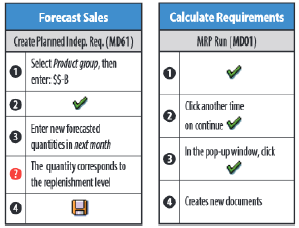 Forecast Sales
Create Planned Indep. Req. (MD61)
1 Select Product group, then
enter: $$-B
2
3 Enter new forecasted
quantities in next month
? The quantity corresponds to
the replenishment level
4
Calculate Requirements
MRP Run (MD01)
1
2 Click another time
on continue
3 In the pop-up window, click
4 Creates new documents